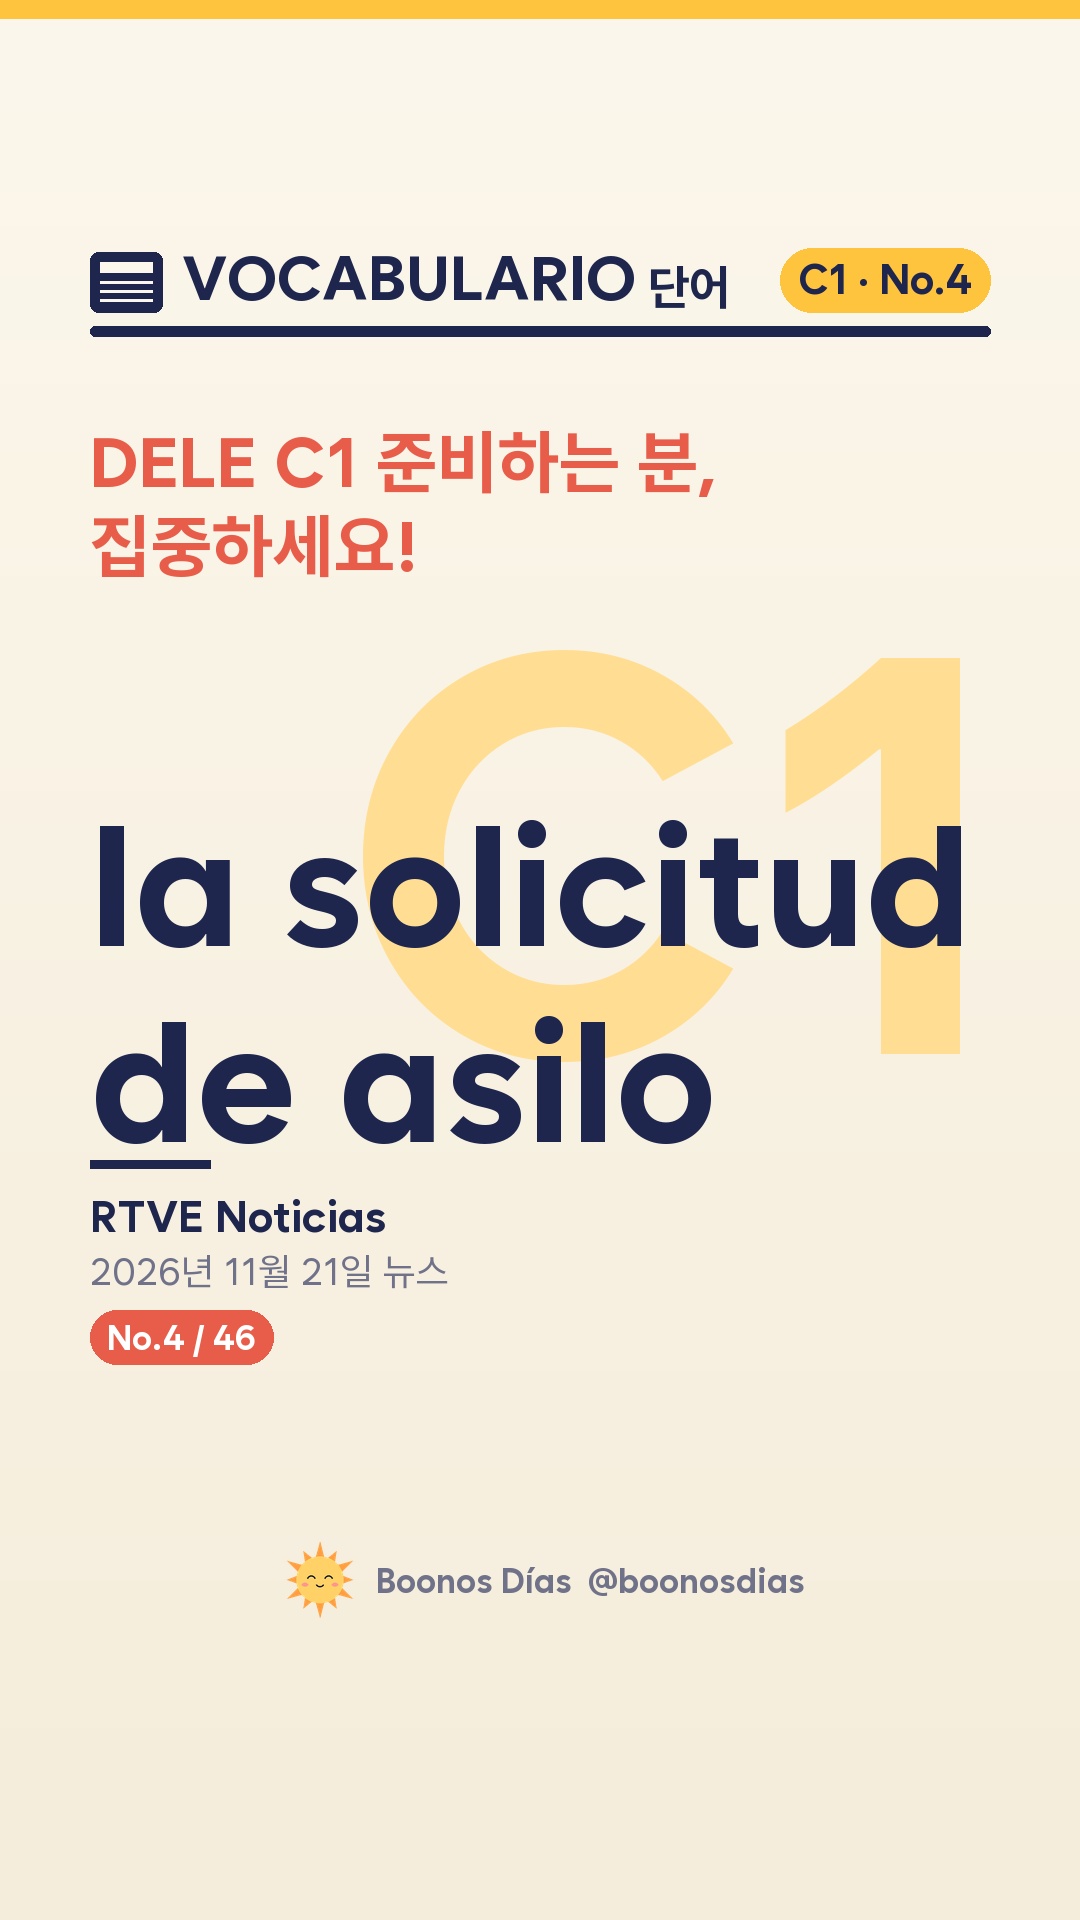 VOCABULARIO 단어
C1 · No.4
DELE C1 준비하는 분,
집중하세요!
C1
la solicitud
de asilo
RTVE Noticias
2026년 11월 21일 뉴스
No.4 / 46
Boonos Días @boonosdias